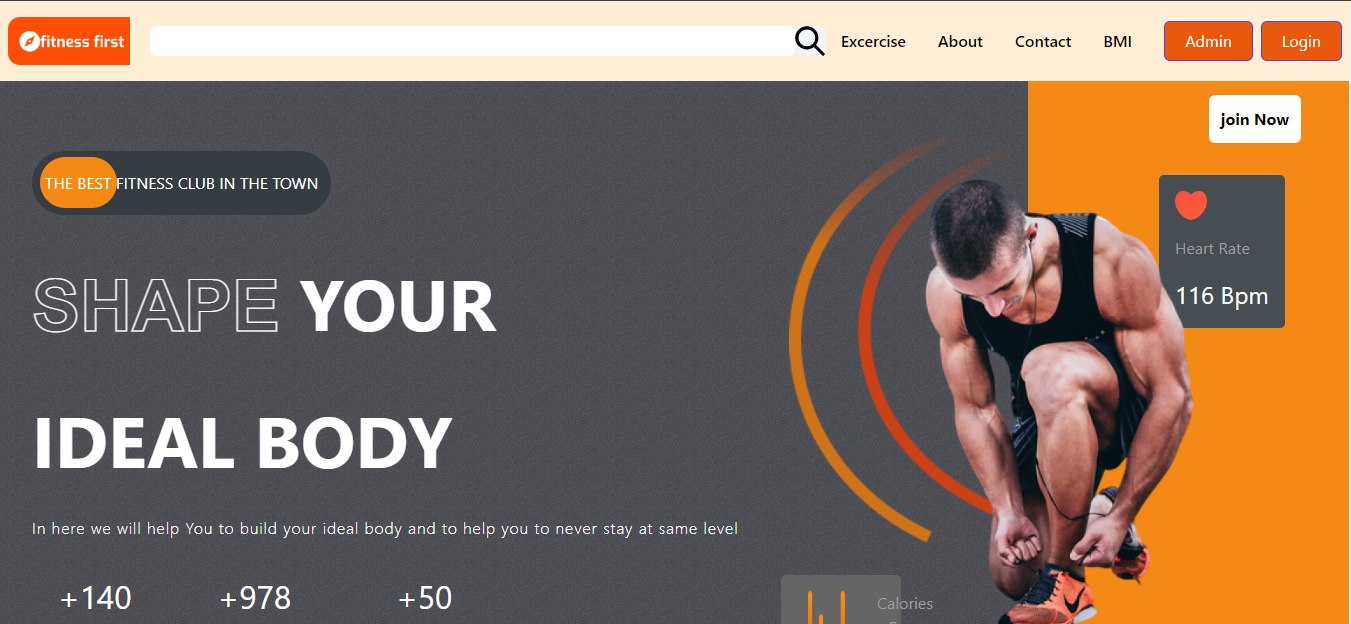 fitness first
Excercise
About
Contact
BMI
Admin
Login
join Now
THE BEST FITNESS CLUB IN THE TOWN
Heart Rate
116 Bpm
SHAPE YOUR
IDEAL BODY
In here we will help You to build your ideal body and to help you to never stay at same level
+140
+978
+50
Calories